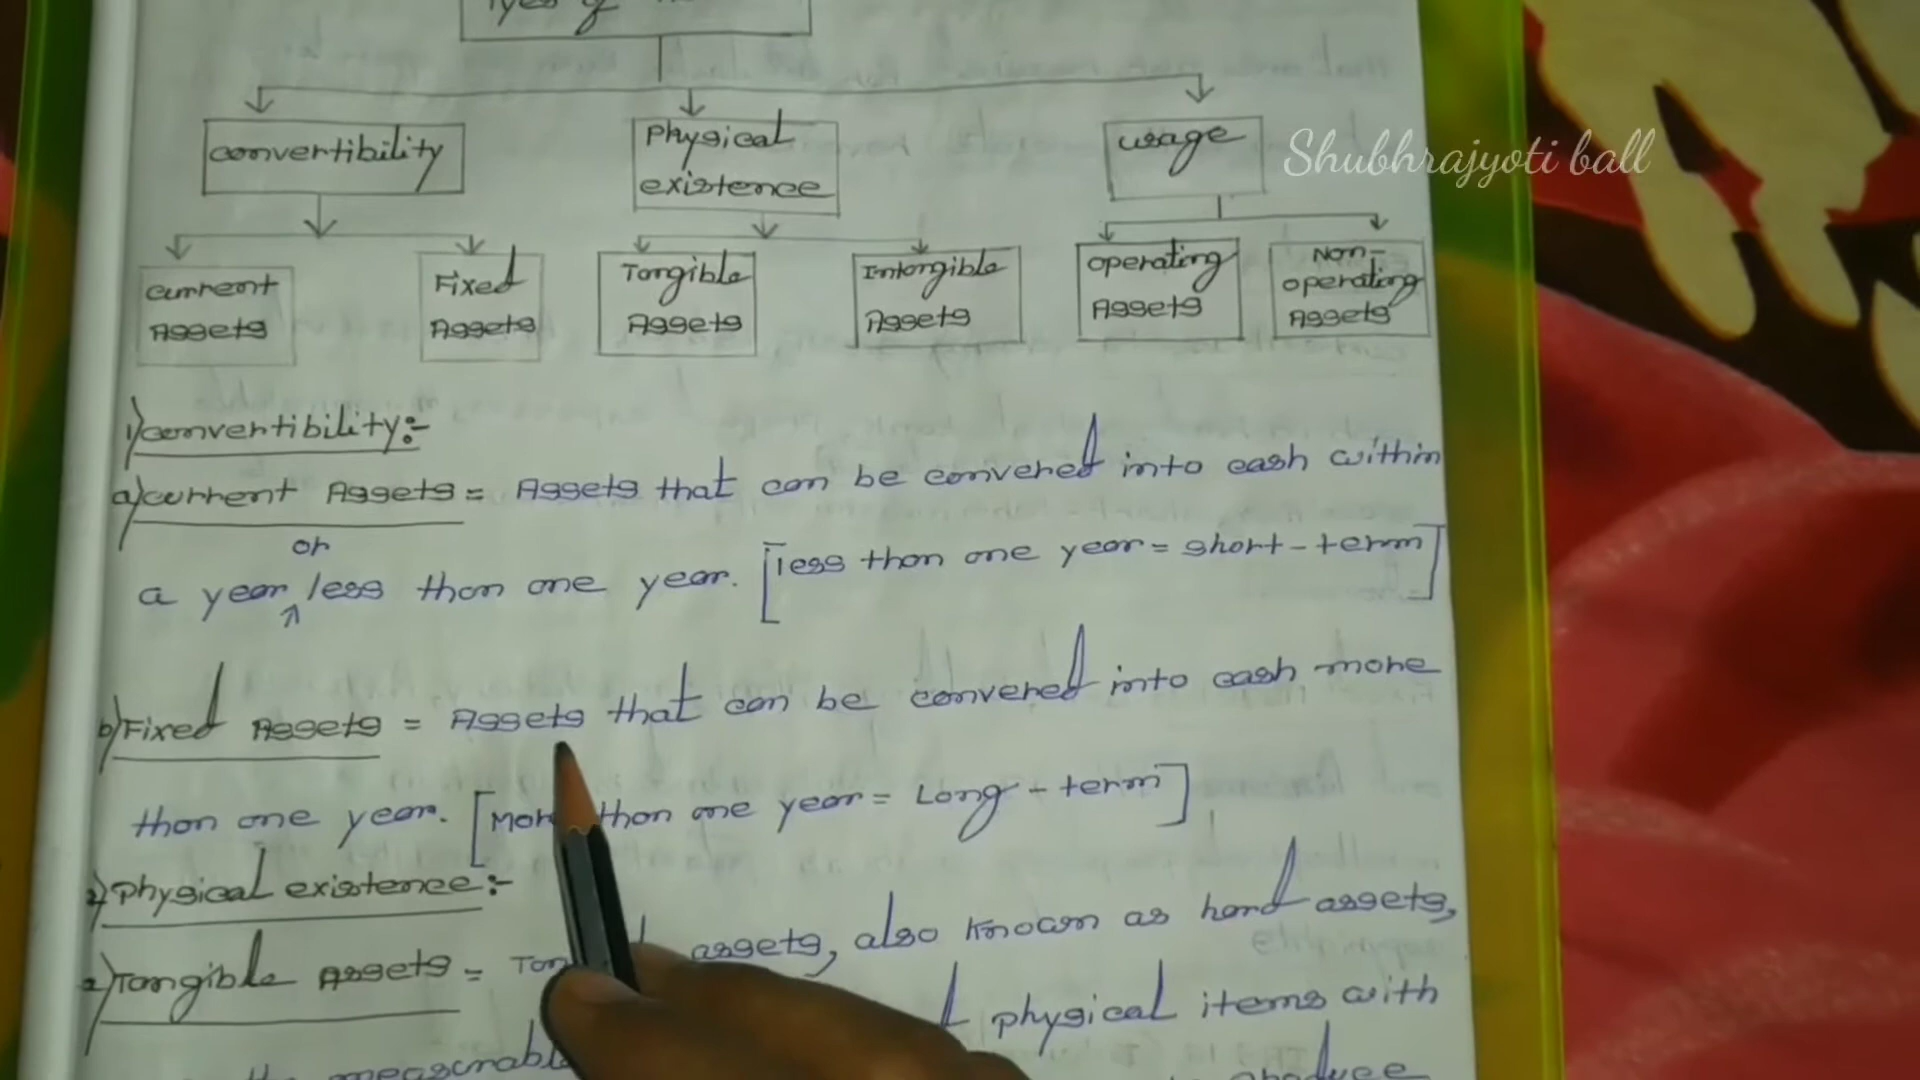 of
convertibility
Physical
existence
usage
Shubhrajyoti ball
current
Assets
Fixed
Assets
Tangible
Assets
Intangible
Assets
operating
Assets
Non-
operating
Assets
1) convertibility:-
a) current Assets = Assets that can be convered into cash within
or
a year less than one year. [less than one year = short-term]
b) Fixed Assets = Assets that can be convered into cash more
than one year. [More than one year = Long-term]
2) Physical existence:-
a) Tangible Assets = assets, also known as hard assets,
physical items with